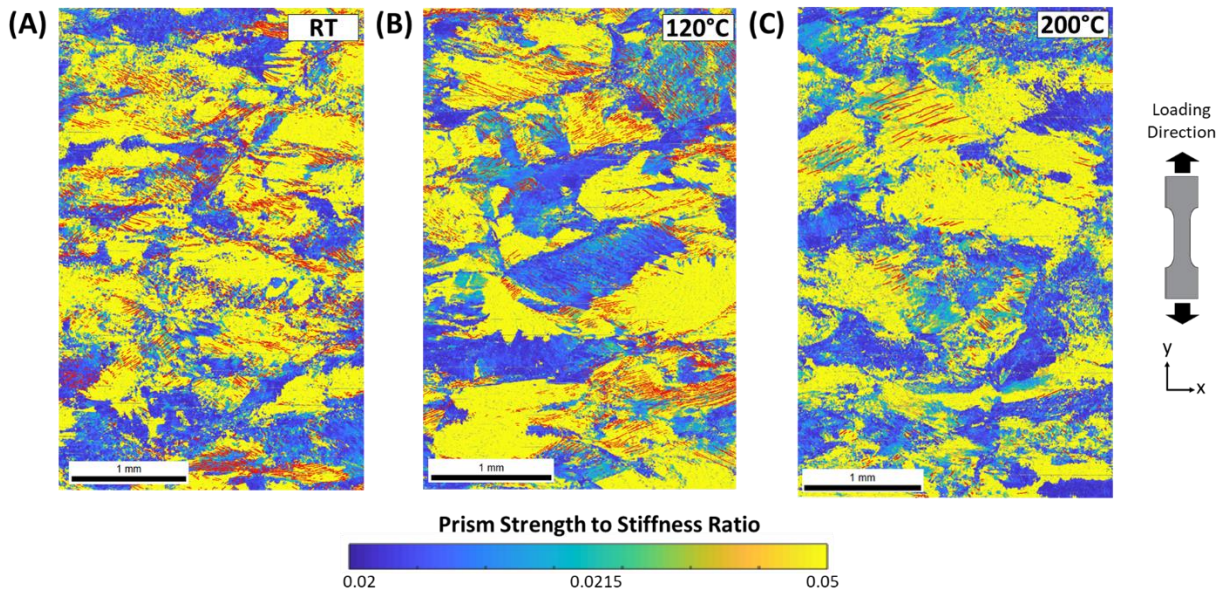 (A)
RT
(B)
120°C
(C)
200°C
1 mm
1 mm
1 mm
Loading
Direction
y
x
Prism Strength to Stiffness Ratio
0.02
0.0215
0.05